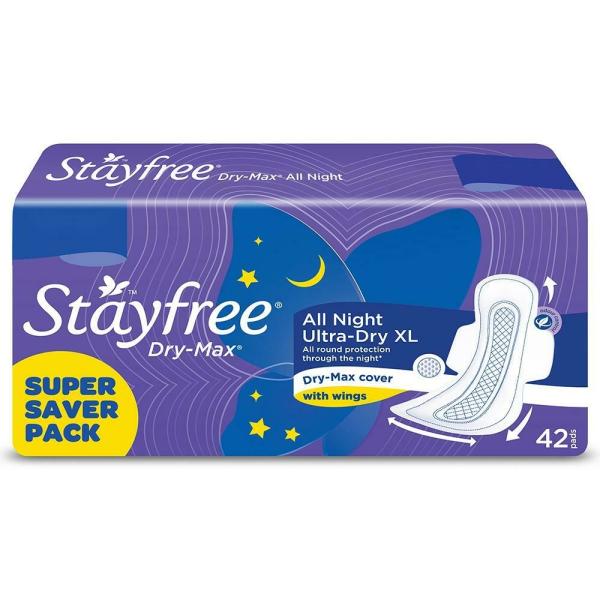 Stayfree® Dry-Max® All Night
Stayfree®
™
Dry-Max®
SUPER
SAVER
PACK
All Night
Ultra-Dry XL
All round protection
through the night*
Dry-Max cover
with wings
42 pads